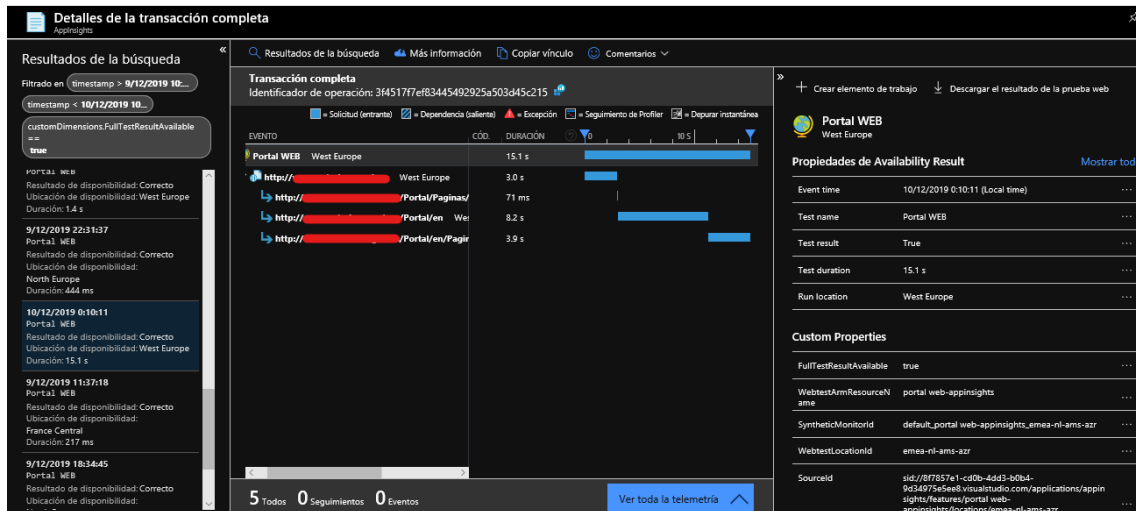 Detalles de la transacción completa
AppInsights
Resultados de la búsqueda
«
Filtrado en
timestamp > 9/12/2019 10:...
timestamp < 10/12/2019 10...
customDimensions.FullTestResultAvailable
==
true
Portal WEB
Resultado de disponibilidad: Correcto
Ubicación de disponibilidad: West Europe
Duración: 1.4 s
9/12/2019 22:31:37
Portal WEB
Resultado de disponibilidad: Correcto
Ubicación de disponibilidad:
North Europe
Duración: 444 ms
10/12/2019 0:10:11
Portal WEB
Resultado de disponibilidad: Correcto
Ubicación de disponibilidad: West Europe
Duración: 15.1 s
9/12/2019 11:37:18
Portal WEB
Resultado de disponibilidad: Correcto
Ubicación de disponibilidad:
France Central
Duración: 217 ms
9/12/2019 18:34:45
Portal WEB
Resultado de disponibilidad: Correcto
Ubicación de disponibilidad:
Resultados de la búsqueda Más información Copiar vínculo Comentarios
Transacción completa
Identificador de operación: 3f4517f7ef83445492925a503d45c215
= Solicitud (entrante) = Dependencia (saliente) = Excepción = Seguimiento de Profiler = Depurar instantánea
EVENTO CÓD. DURACIÓN 0 10 S
Portal WEB West Europe 15.1 s
http:// West Europe 3.0 s
http:// /Portal/Paginas/ 71 ms
http:// /Portal/en We 8.2 s
http:// /Portal/en/Pagin 3.9 s
5 Todos 0 Seguimientos 0 Eventos
Ver toda la telemetría
»
Crear elemento de trabajo Descargar el resultado de la prueba web
Portal WEB
West Europe
Propiedades de Availability Result Mostrar tod
Event time 10/12/2019 0:10:11 (Local time) ...
Test name Portal WEB ...
Test result True ...
Test duration 15.1 s ...
Run location West Europe ...
Custom Properties
FullTestResultAvailable true ...
WebtestArmResourceN
ame portal web-appinsights ...
SyntheticMonitorId default_portal web-appinsights_emea-nl-ams-azr ...
WebtestLocationId emea-nl-ams-azr ...
SourceId sid://8f7857e1-cd0b-4dd3-b0b4-
9d34975e5ee8.visualstudio.com/applications/appin
sights/features/portal web-
appinsights/locations/emea-nl-ams-azr ...